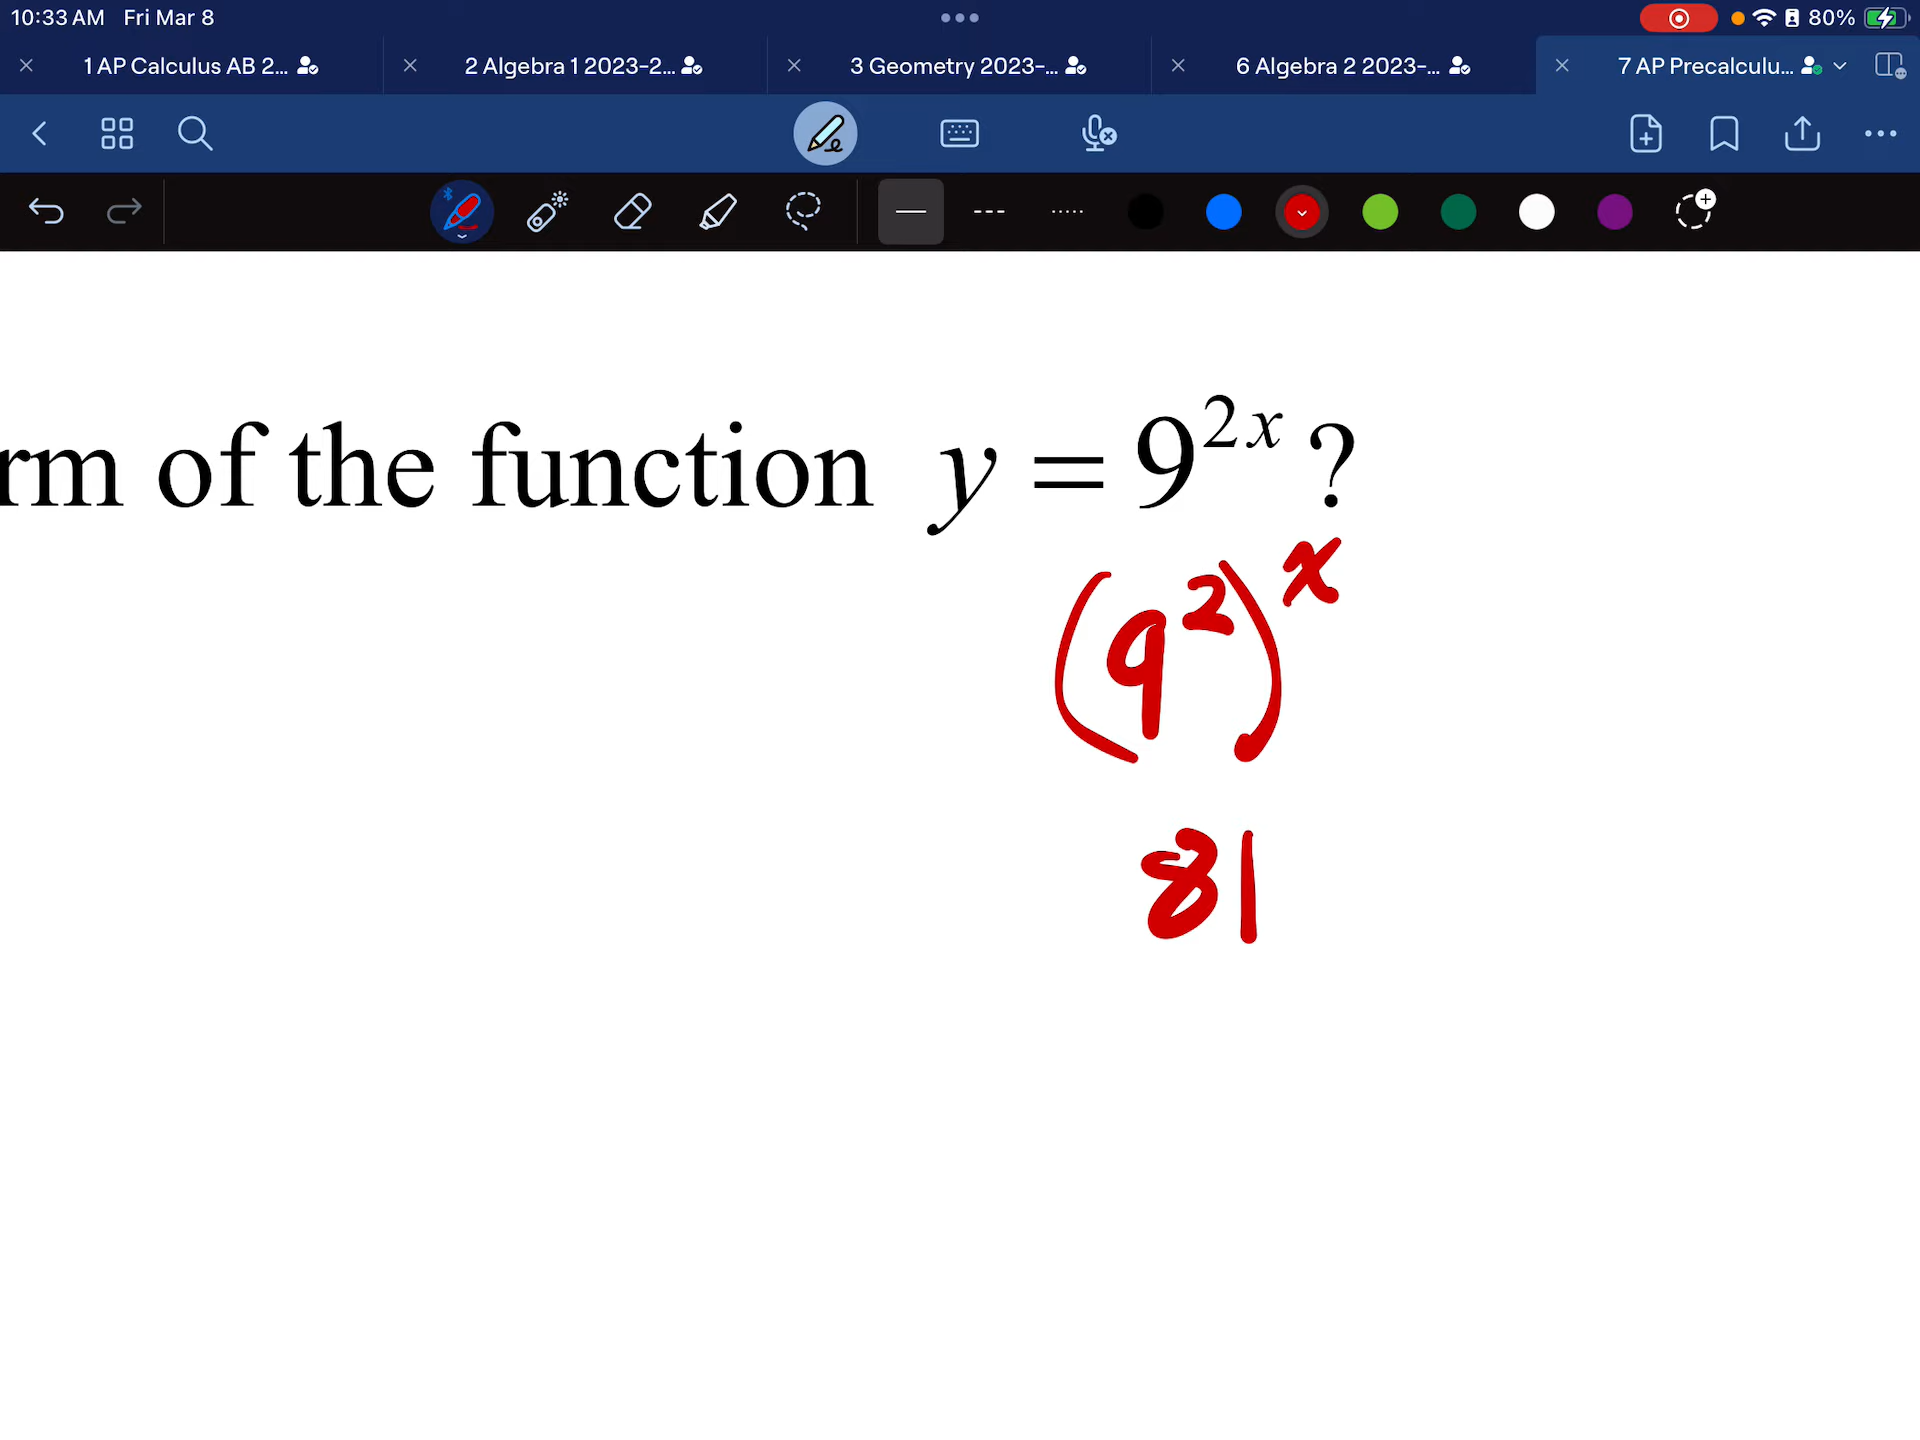 10:33 AM Fri Mar 8 80%
1 AP Calculus AB 2... 2 Algebra 1 2023-2... 3 Geometry 2023-... 6 Algebra 2 2023-... 7 AP Precalculu...
rm of the function y = 9^{2x} ?
(9^2)^x
81